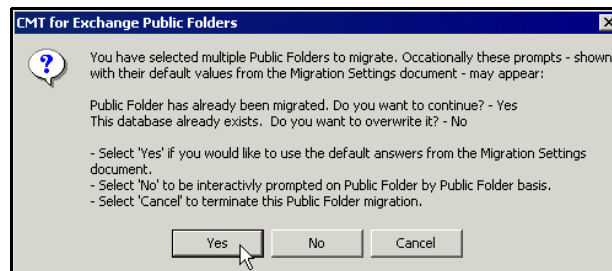 CMT for Exchange Public Folders
You have selected multiple Public Folders to migrate. Occationally these prompts - shown
with their default values from the Migration Settings document - may appear:
Public Folder has already been migrated. Do you want to continue? - Yes
This database already exists. Do you want to overwrite it? - No
- Select 'Yes' if you would like to use the default answers from the Migration Settings
document.
- Select 'No' to be interactivly prompted on Public Folder by Public Folder basis.
- Select 'Cancel' to terminate this Public Folder migration.
Yes No Cancel